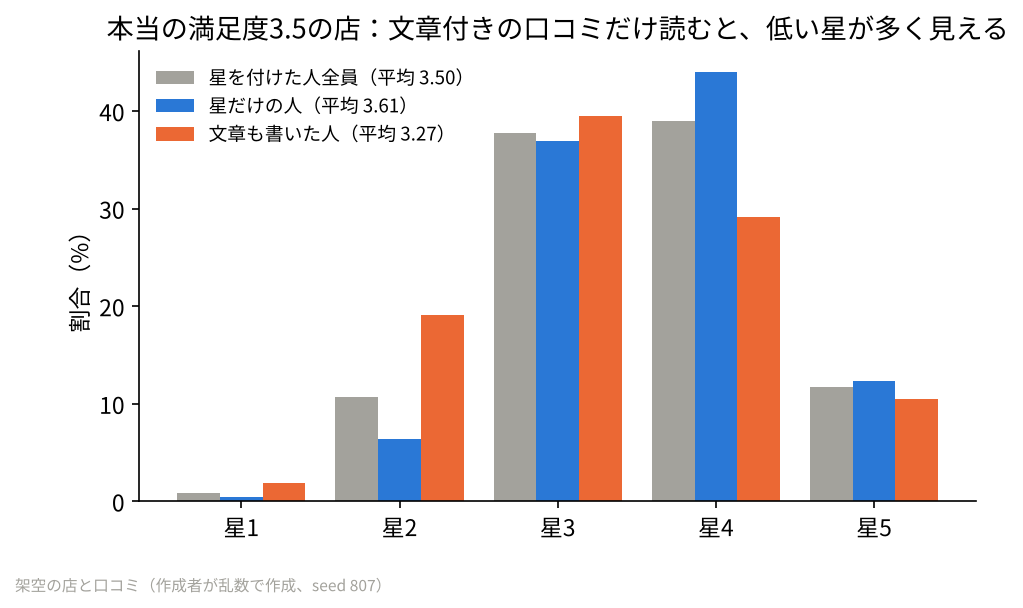 本当の満足度3.5の店：文章付きの口コミだけ読むと、低い星が多く見える
星を付けた人全員（平均 3.50）
星だけの人（平均 3.61）
文章も書いた人（平均 3.27）
割合（%）
40
30
20
10
0
星1
星2
星3
星4
星5
架空の店と口コミ（作成者が乱数で作成、seed 807）